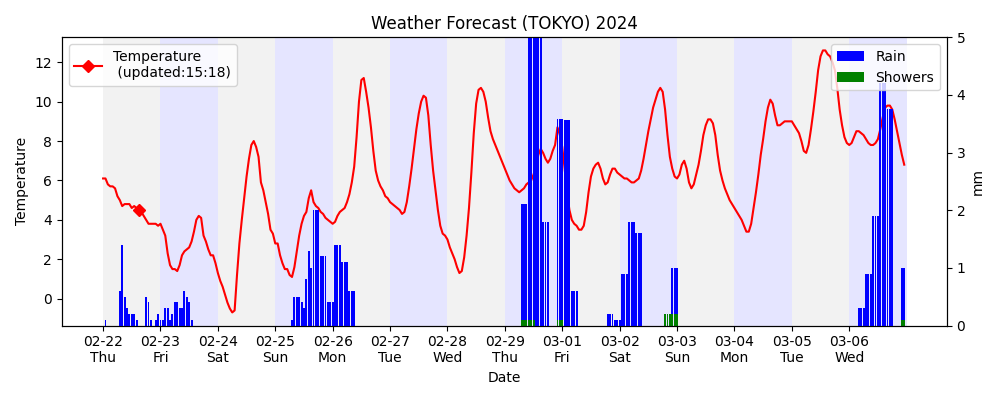 Weather Forecast (TOKYO) 2024
Temperature
(updated:15:18)
Rain
Showers
Temperature
12
10
8
6
4
2
0
5
4
3
2
1
0
mm
02-22 02-23 02-24 02-25 02-26 02-27 02-28 02-29 03-01 03-02 03-03 03-04 03-05 03-06
Thu Fri Sat Sun Mon Tue Wed Thu Fri Sat Sun Mon Tue Wed
Date